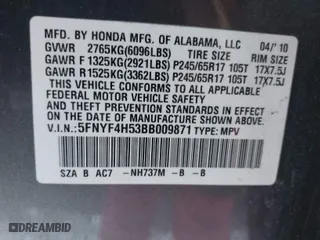 MFD. BY HONDA MFG. OF ALABAMA, LLC 04/'10
GVWR 2765KG(6096LBS) TIRE SIZE RIM SIZE
GAWR F 1325KG(2921LBS) P245/65R17 105T 17X7.5J
GAWR R 1525KG(3362LBS) P245/65R17 105T 17X7.5J
THIS VEHICLE CONFORMS TO ALL APPLICABLE
FEDERAL MOTOR VEHICLE SAFETY AND THEFT
PREVENTION STANDARDS IN EFFECT ON THE DATE
OF MANUFACTURE SHOWN ABOVE.
V.I.N.: 5FNYF4H53BB009871 TYPE: MPV
SZA B AC7 -NH737M -B -B
DREAMBID